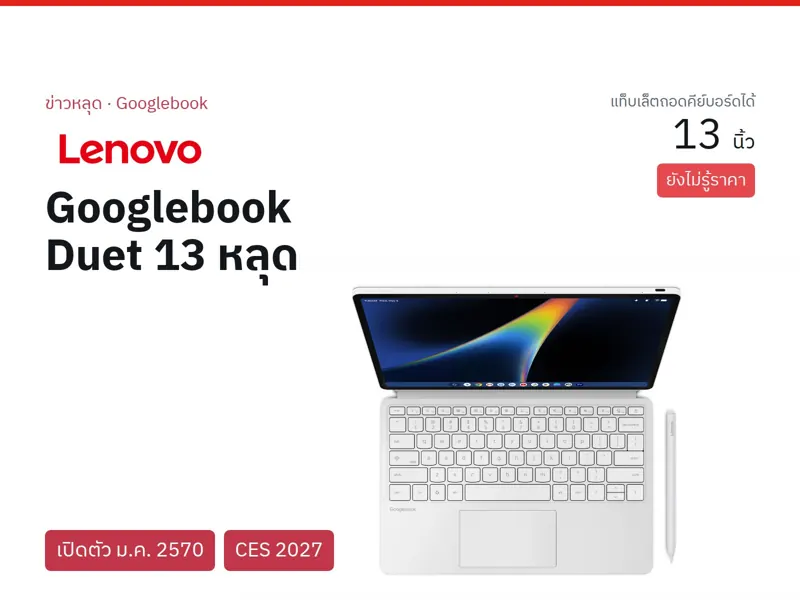 ข่าวหลุด · Googlebook
Lenovo
Googlebook
Duet 13 หลุด
แท็บเล็ตถอดคีย์บอร์ดได้
13 นิ้ว
ยังไม่รู้ราคา
Googlebook
เปิดตัว ม.ค. 2570
CES 2027